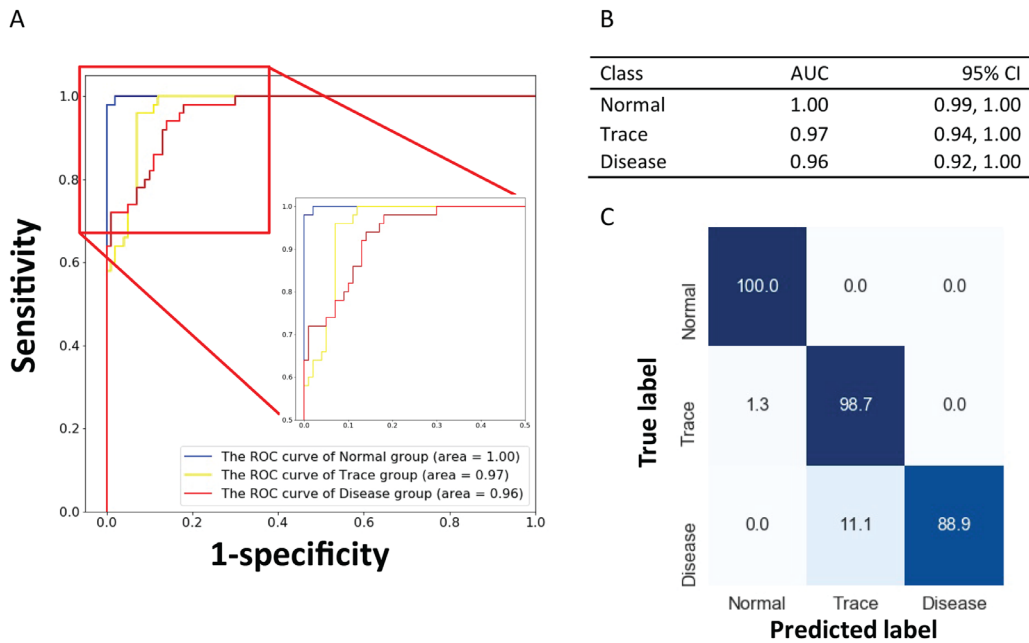 A
Sensitivity
1.0
0.8
0.6
0.4
0.2
0.0
0.0 0.2 0.4 0.6 0.8 1.0
1-specificity
1.0
0.9
0.8
0.7
0.6
0.5
0.0 0.1 0.2 0.3 0.4 0.5
The ROC curve of Normal group (area = 1.00)
The ROC curve of Trace group (area = 0.97)
The ROC curve of Disease group (area = 0.96)
B
Class AUC 95% CI
Normal 1.00 0.99, 1.00
Trace 0.97 0.94, 1.00
Disease 0.96 0.92, 1.00
C
True label
Normal 100.0 0.0 0.0
Trace 1.3 98.7 0.0
Disease 0.0 11.1 88.9
Normal Trace Disease
Predicted label